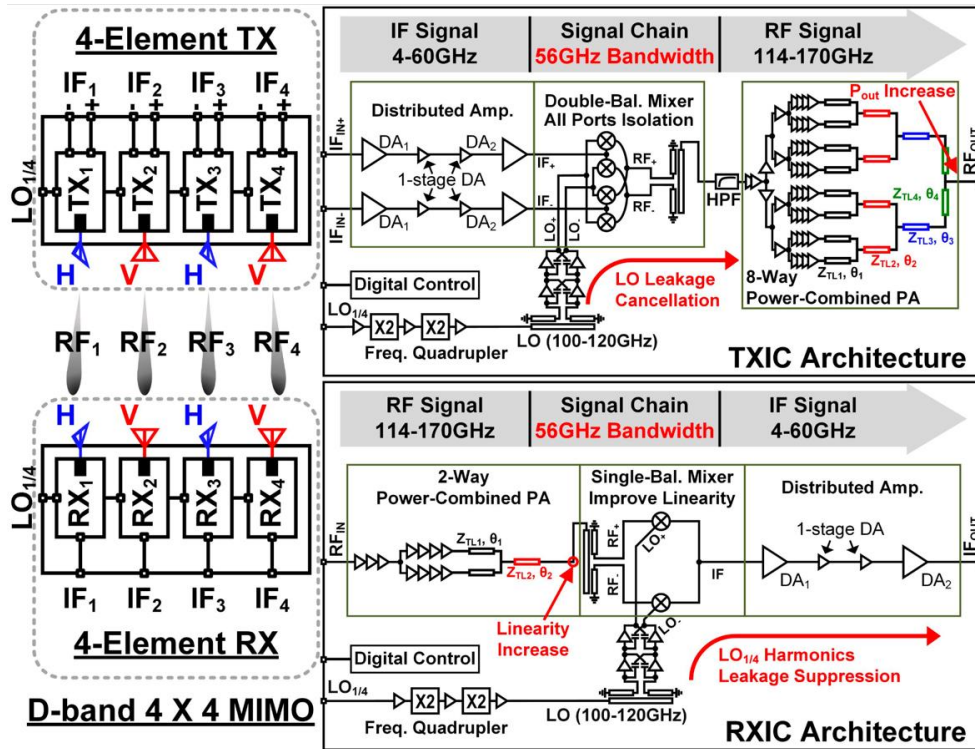 4-Element TX
IF1 IF2 IF3 IF4
- + - + - + - +
LO1/4
TX1 TX2 TX3 TX4
H V H V
RF1 RF2 RF3 RF4
H V H V
LO1/4
RX1 RX2 RX3 RX4
IF1 IF2 IF3 IF4
4-Element RX
D-band 4 X 4 MIMO
IF Signal
4-60GHz
Signal Chain
56GHz Bandwidth
RF Signal
114-170GHz
Distributed Amp.
Double-Bal. Mixer
All Ports Isolation
Pout Increase
IFIN+
DA1
DA2
1-stage DA
IF+
RF+
IFIN-
DA1
DA2
IF-
RF-
LO+
LO-
HPF
RFOUT
ZTL4, θ4
ZTL3, θ3
ZTL1, θ1
ZTL2, θ2
8-Way
Power-Combined PA
LO Leakage
Cancellation
Digital Control
LO1/4
X2 X2
Freq. Quadrupler
LO (100-120GHz)
TXIC Architecture
RF Signal
114-170GHz
Signal Chain
56GHz Bandwidth
IF Signal
4-60GHz
2-Way
Power-Combined PA
Single-Bal. Mixer
Improve Linearity
Distributed Amp.
RFIN
ZTL1, θ1
ZTL2, θ2
RF+
RF-
LO+
LO-
IF
1-stage DA
DA1
DA2
IFOUT
Linearity
Increase
LO1/4 Harmonics
Leakage Suppression
Digital Control
LO1/4
X2 X2
Freq. Quadrupler
LO (100-120GHz)
RXIC Architecture